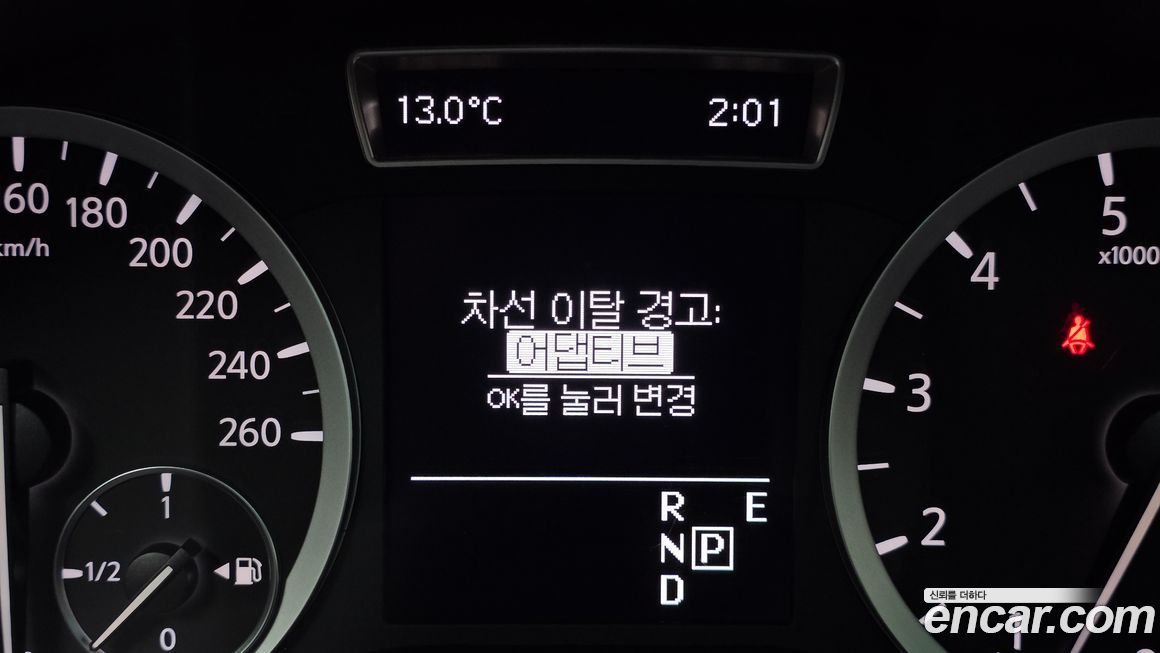 13.0°C 2:01
60
180
200
220
240
260
km/h
1
1/2
0
차선 이탈 경고:
어댑티브
OK를 눌러 변경
R E
N P
D
5
x1000
4
3
2
1
신뢰를 더하다
encar.com